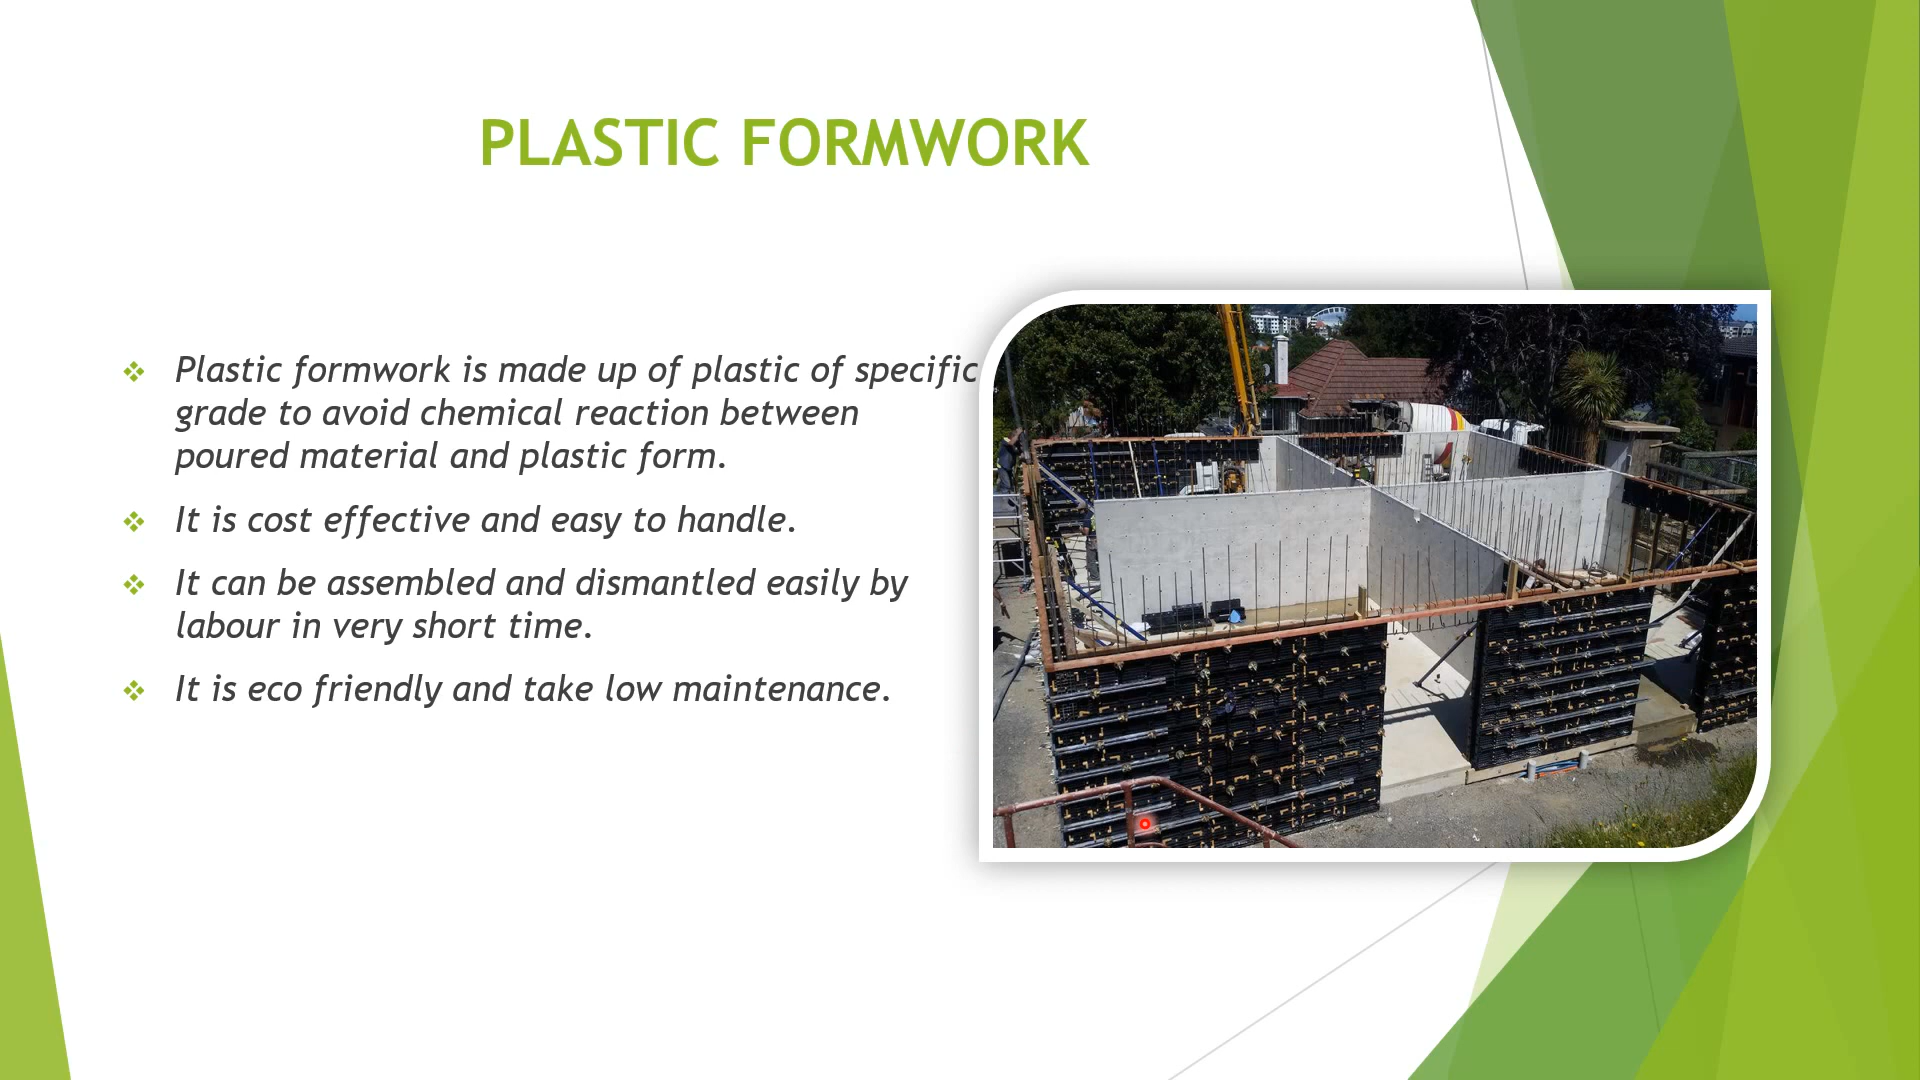 PLASTIC FORMWORK
Plastic formwork is made up of plastic of specific
grade to avoid chemical reaction between
poured material and plastic form.
It is cost effective and easy to handle.
It can be assembled and dismantled easily by
labour in very short time.
It is eco friendly and take low maintenance.